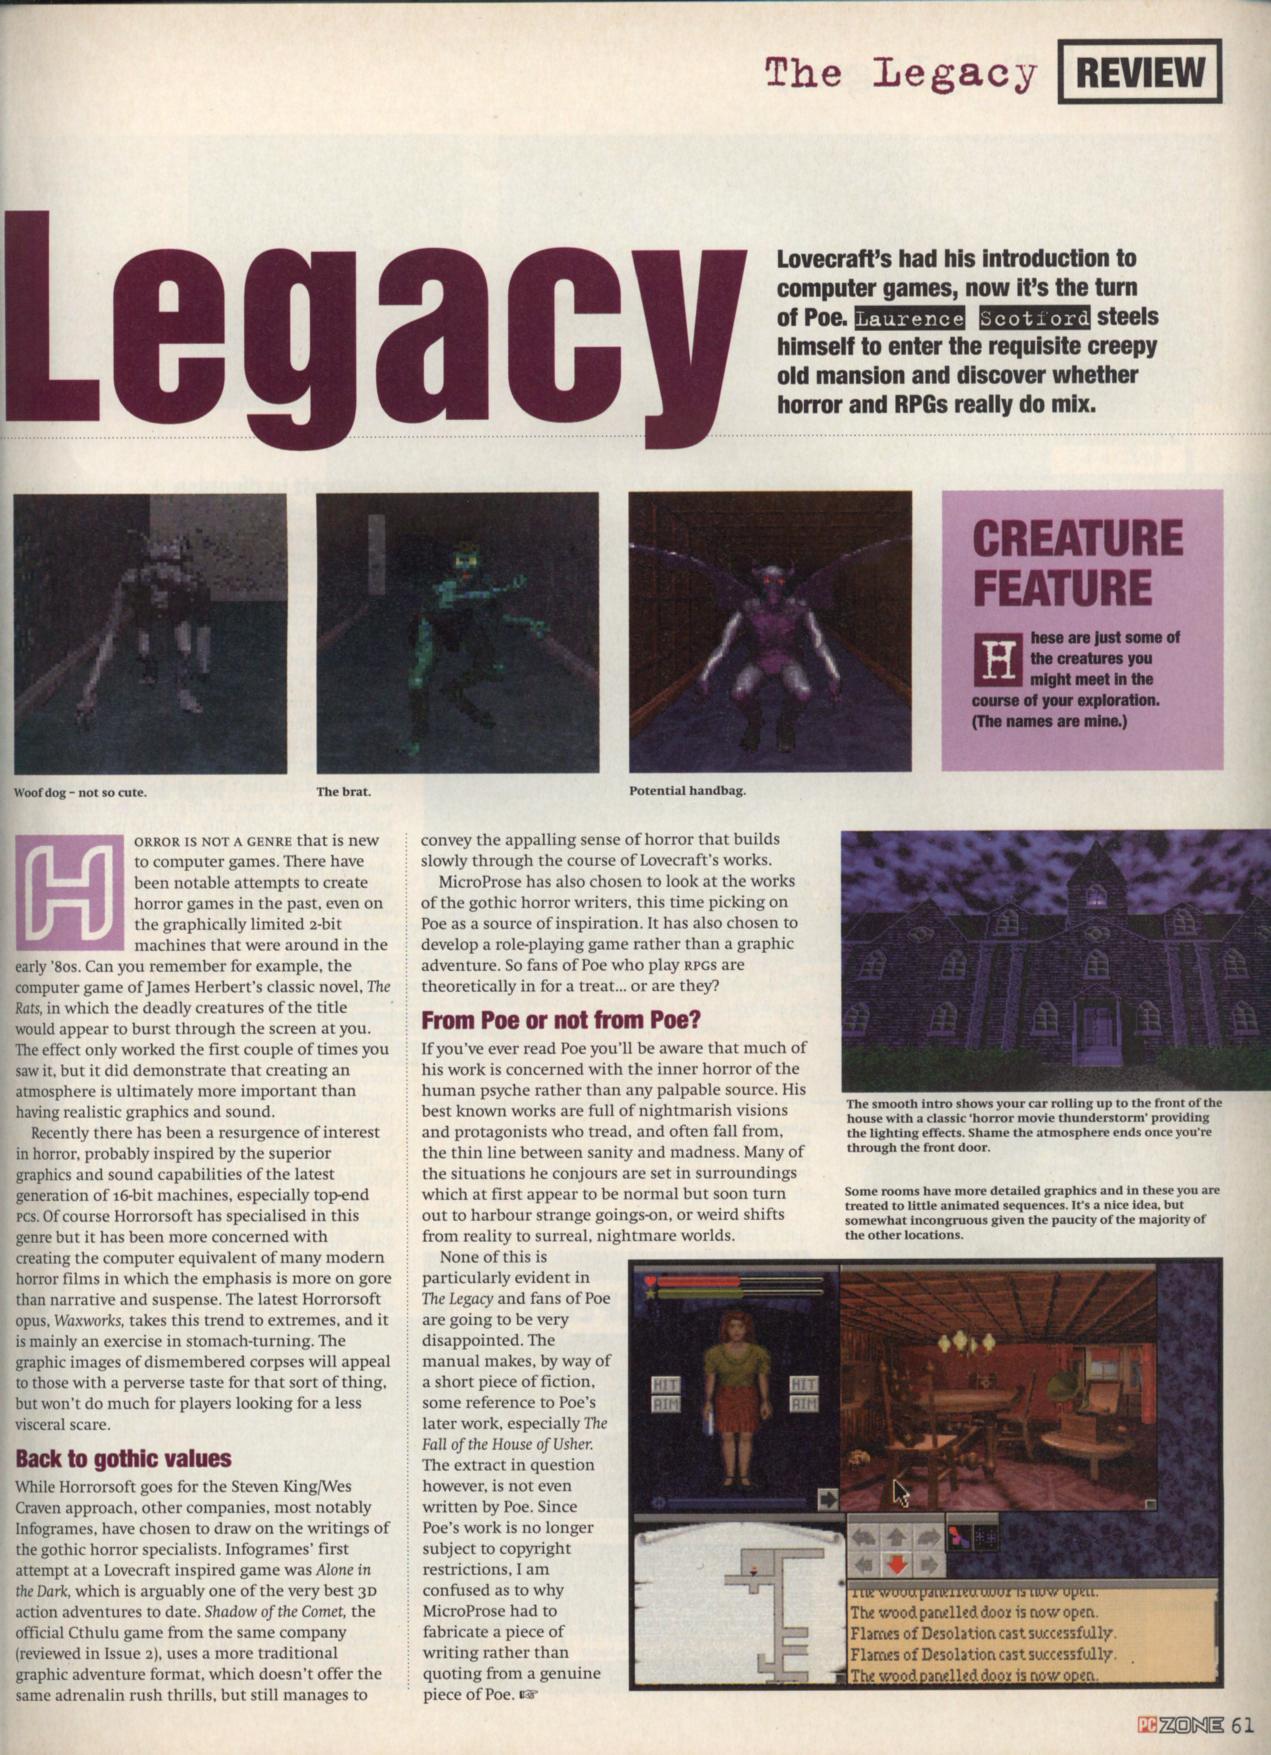 The Legacy REVIEW
Legacy
Lovecraft's had his introduction to
computer games, now it's the turn
of Poe. Laurence Scotford steels
himself to enter the requisite creepy
old mansion and discover whether
horror and RPGs really do mix.
CREATURE
FEATURE
H hese are just some of
the creatures you
might meet in the
course of your exploration.
(The names are mine.)
Woof dog – not so cute.
The brat.
Potential handbag.
H ORROR IS NOT A GENRE that is new
to computer games. There have
been notable attempts to create
horror games in the past, even on
the graphically limited 2-bit
machines that were around in the
early '80s. Can you remember for example, the
computer game of James Herbert's classic novel, The
Rats, in which the deadly creatures of the title
would appear to burst through the screen at you.
The effect only worked the first couple of times you
saw it, but it did demonstrate that creating an
atmosphere is ultimately more important than
having realistic graphics and sound.
Recently there has been a resurgence of interest
in horror, probably inspired by the superior
graphics and sound capabilities of the latest
generation of 16-bit machines, especially top-end
PCs. Of course Horrorsoft has specialised in this
genre but it has been more concerned with
creating the computer equivalent of many modern
horror films in which the emphasis is more on gore
than narrative and suspense. The latest Horrorsoft
opus, Waxworks, takes this trend to extremes, and it
is mainly an exercise in stomach-turning. The
graphic images of dismembered corpses will appeal
to those with a perverse taste for that sort of thing,
but won't do much for players looking for a less
visceral scare.
Back to gothic values
While Horrorsoft goes for the Steven King/Wes
Craven approach, other companies, most notably
Infogrames, have chosen to draw on the writings of
the gothic horror specialists. Infogrames' first
attempt at a Lovecraft inspired game was Alone in
the Dark, which is arguably one of the very best 3D
action adventures to date. Shadow of the Comet, the
official Cthulu game from the same company
(reviewed in Issue 2), uses a more traditional
graphic adventure format, which doesn't offer the
same adrenalin rush thrills, but still manages to
convey the appalling sense of horror that builds
slowly through the course of Lovecraft's works.
MicroProse has also chosen to look at the works
of the gothic horror writers, this time picking on
Poe as a source of inspiration. It has also chosen to
develop a role-playing game rather than a graphic
adventure. So fans of Poe who play RPGs are
theoretically in for a treat... or are they?
From Poe or not from Poe?
If you've ever read Poe you'll be aware that much of
his work is concerned with the inner horror of the
human psyche rather than any palpable source. His
best known works are full of nightmarish visions
and protagonists who tread, and often fall from,
the thin line between sanity and madness. Many of
the situations he conjours are set in surroundings
which at first appear to be normal but soon turn
out to harbour strange goings-on, or weird shifts
from reality to surreal, nightmare worlds.
None of this is
particularly evident in
The Legacy and fans of Poe
are going to be very
disappointed. The
manual makes, by way of
a short piece of fiction,
some reference to Poe's
later work, especially The
Fall of the House of Usher.
The extract in question
however, is not even
written by Poe. Since
Poe's work is no longer
subject to copyright
restrictions, I am
confused as to why
MicroProse had to
fabricate a piece of
writing rather than
quoting from a genuine
piece of Poe. ☞
The smooth intro shows your car rolling up to the front of the
house with a classic 'horror movie thunderstorm' providing
the lighting effects. Shame the atmosphere ends once you're
through the front door.
Some rooms have more detailed graphics and in these you are
treated to little animated sequences. It's a nice idea, but
somewhat incongruous given the paucity of the majority of
the other locations.
HIT HIT
AIM AIM
The wood panelled door is now open.
The wood panelled door is now open.
Flames of Desolation cast successfully.
Flames of Desolation cast successfully.
The wood panelled door is now open.
PC ZONE 61